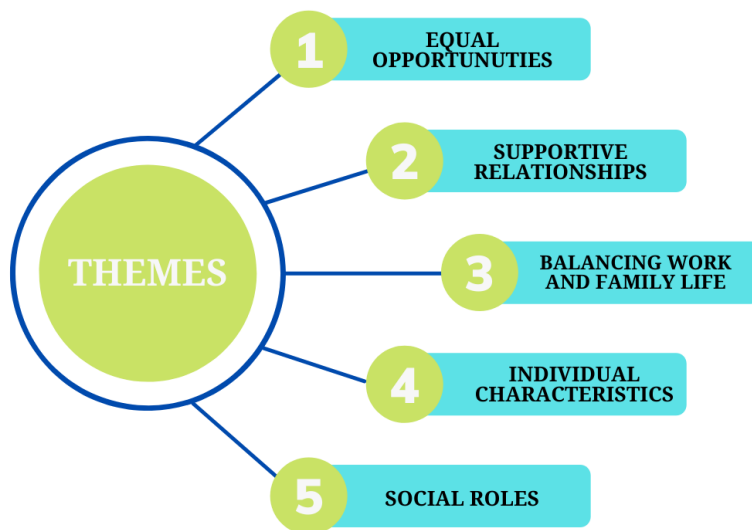 THEMES
1
EQUAL
OPPORTUNUTIES
2
SUPPORTIVE
RELATIONSHIPS
3
BALANCING WORK
AND FAMILY LIFE
4
INDIVIDUAL
CHARACTERISTICS
5
SOCIAL ROLES